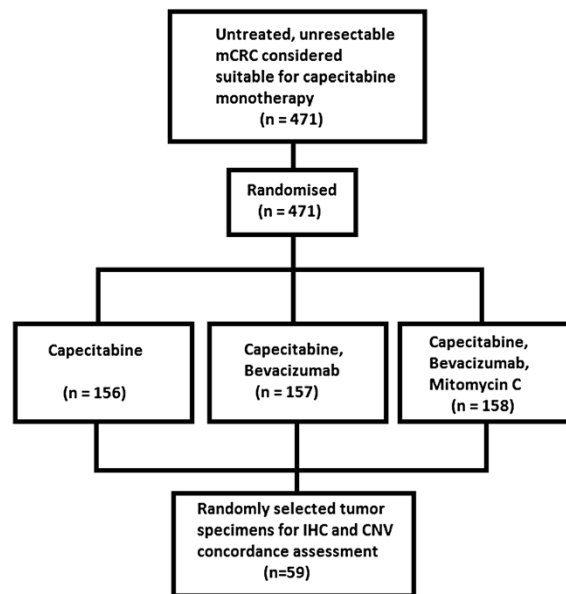 Untreated, unresectable
mCRC considered
suitable for capecitabine
monotherapy
(n = 471)
Randomised
(n = 471)
Capecitabine
(n = 156)
Capecitabine,
Bevacizumab
(n = 157)
Capecitabine,
Bevacizumab,
Mitomycin C
(n = 158)
Randomly selected tumor
specimens for IHC and CNV
concordance assessment
(n=59)